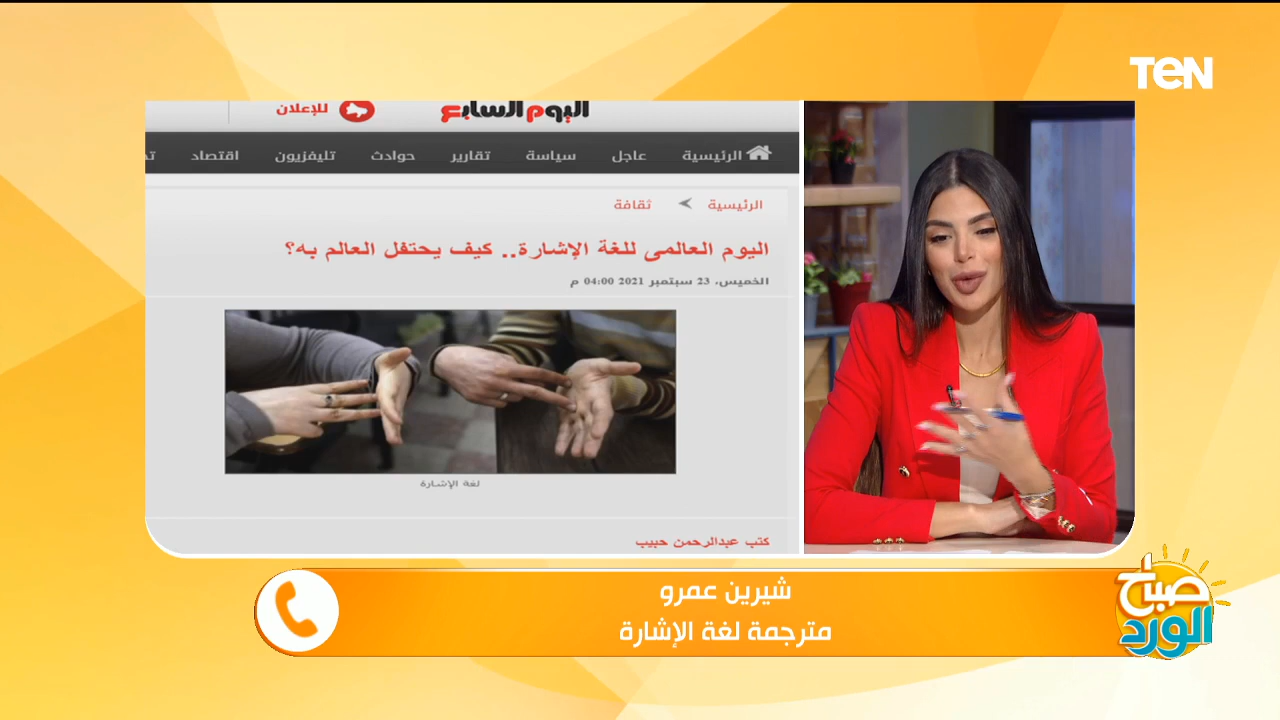 TEN
اليوم السابع
للإعلان
الرئيسية عاجل سياسة تقارير حوادث تليفزيون اقتصاد
الرئيسية ثقافة
اليوم العالمى للغة الإشارة.. كيف يحتفل العالم به؟
الخميس، 23 سبتمبر 2021 04:00 م
لغة الإشارة
كتب عبدالرحمن حبيب
شيرين عمرو
مترجمة لغة الإشارة
صباح
الورد